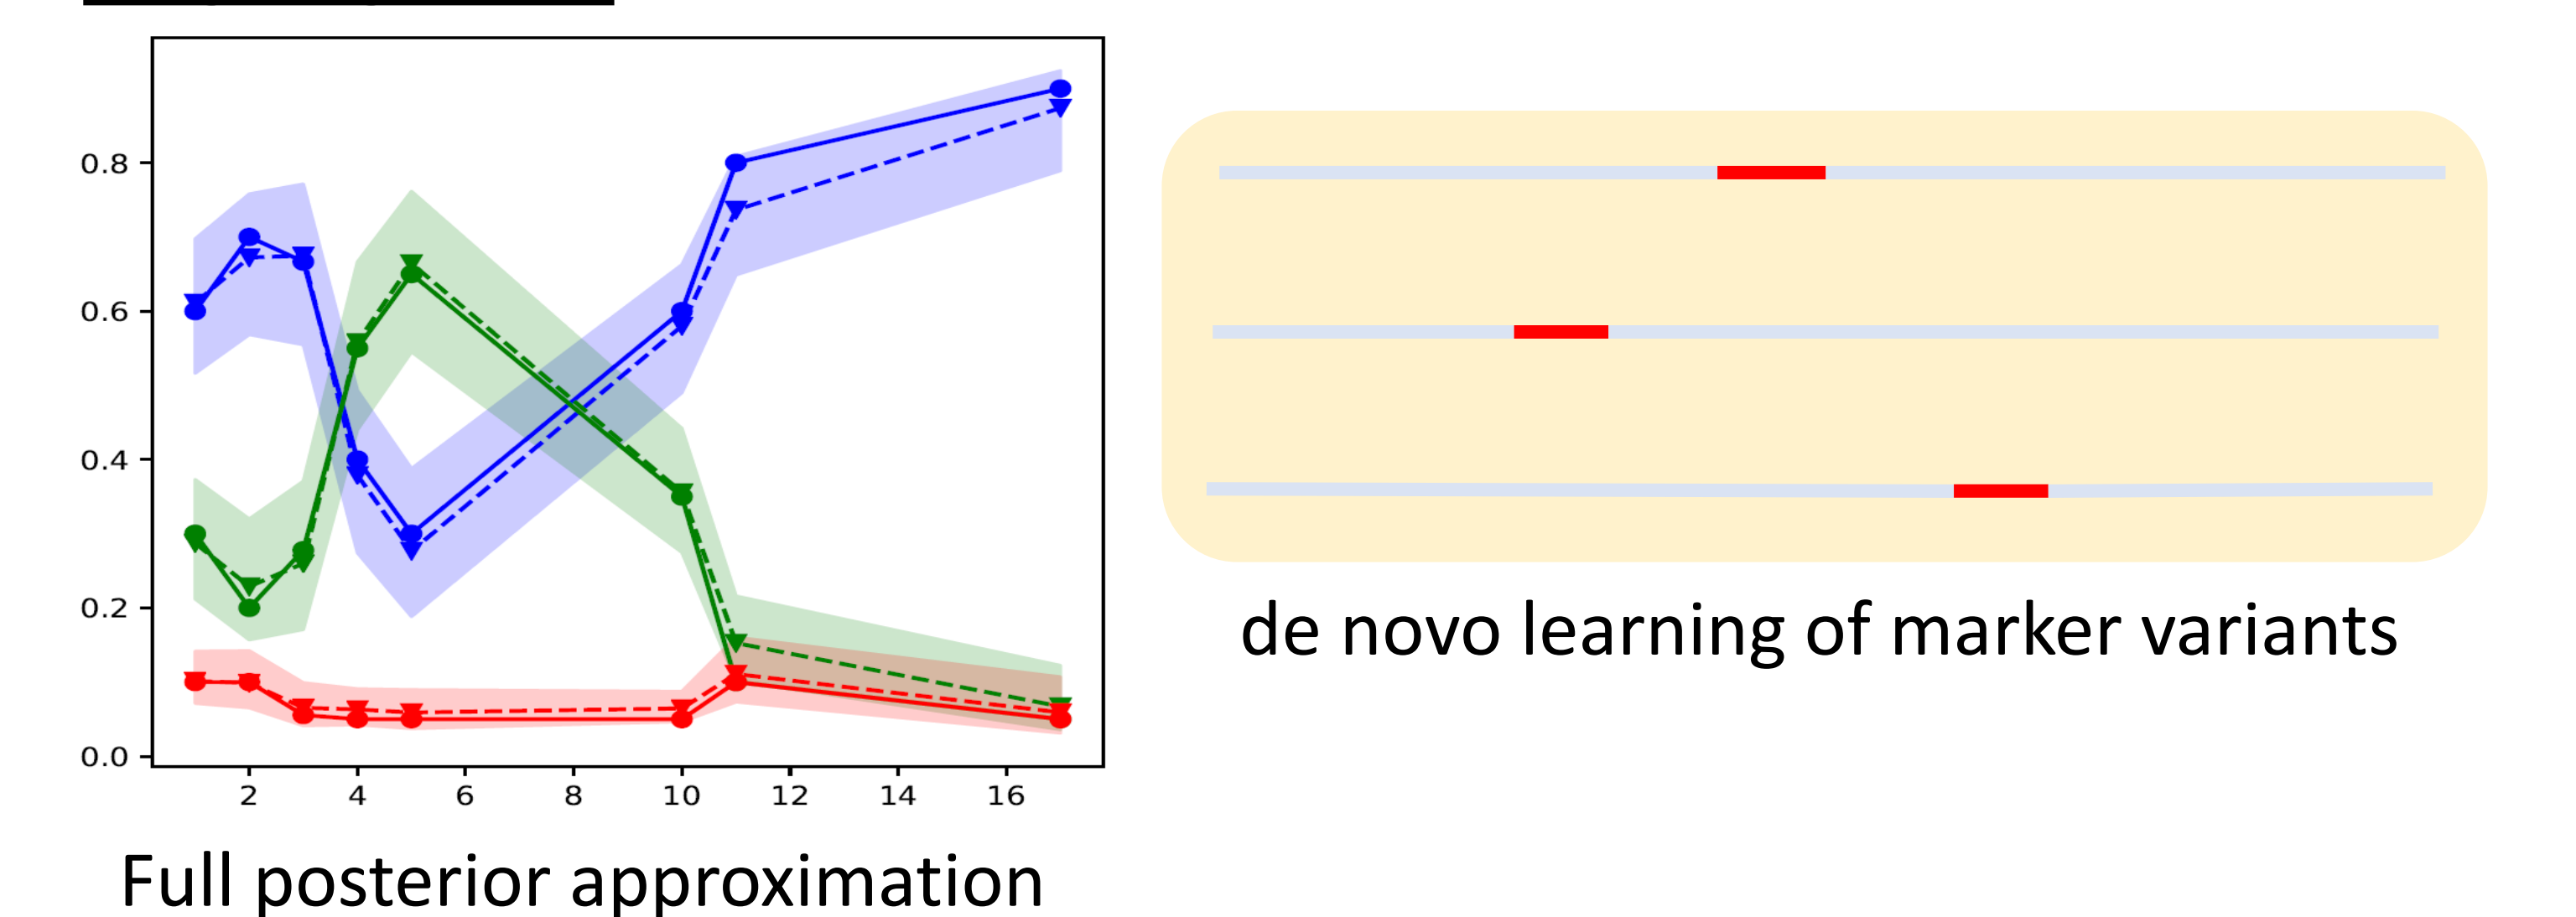 0.8
0.6
0.4
0.2
0.0
2 4 6 8 10 12 14 16
Full posterior approximation
de novo learning of marker variants